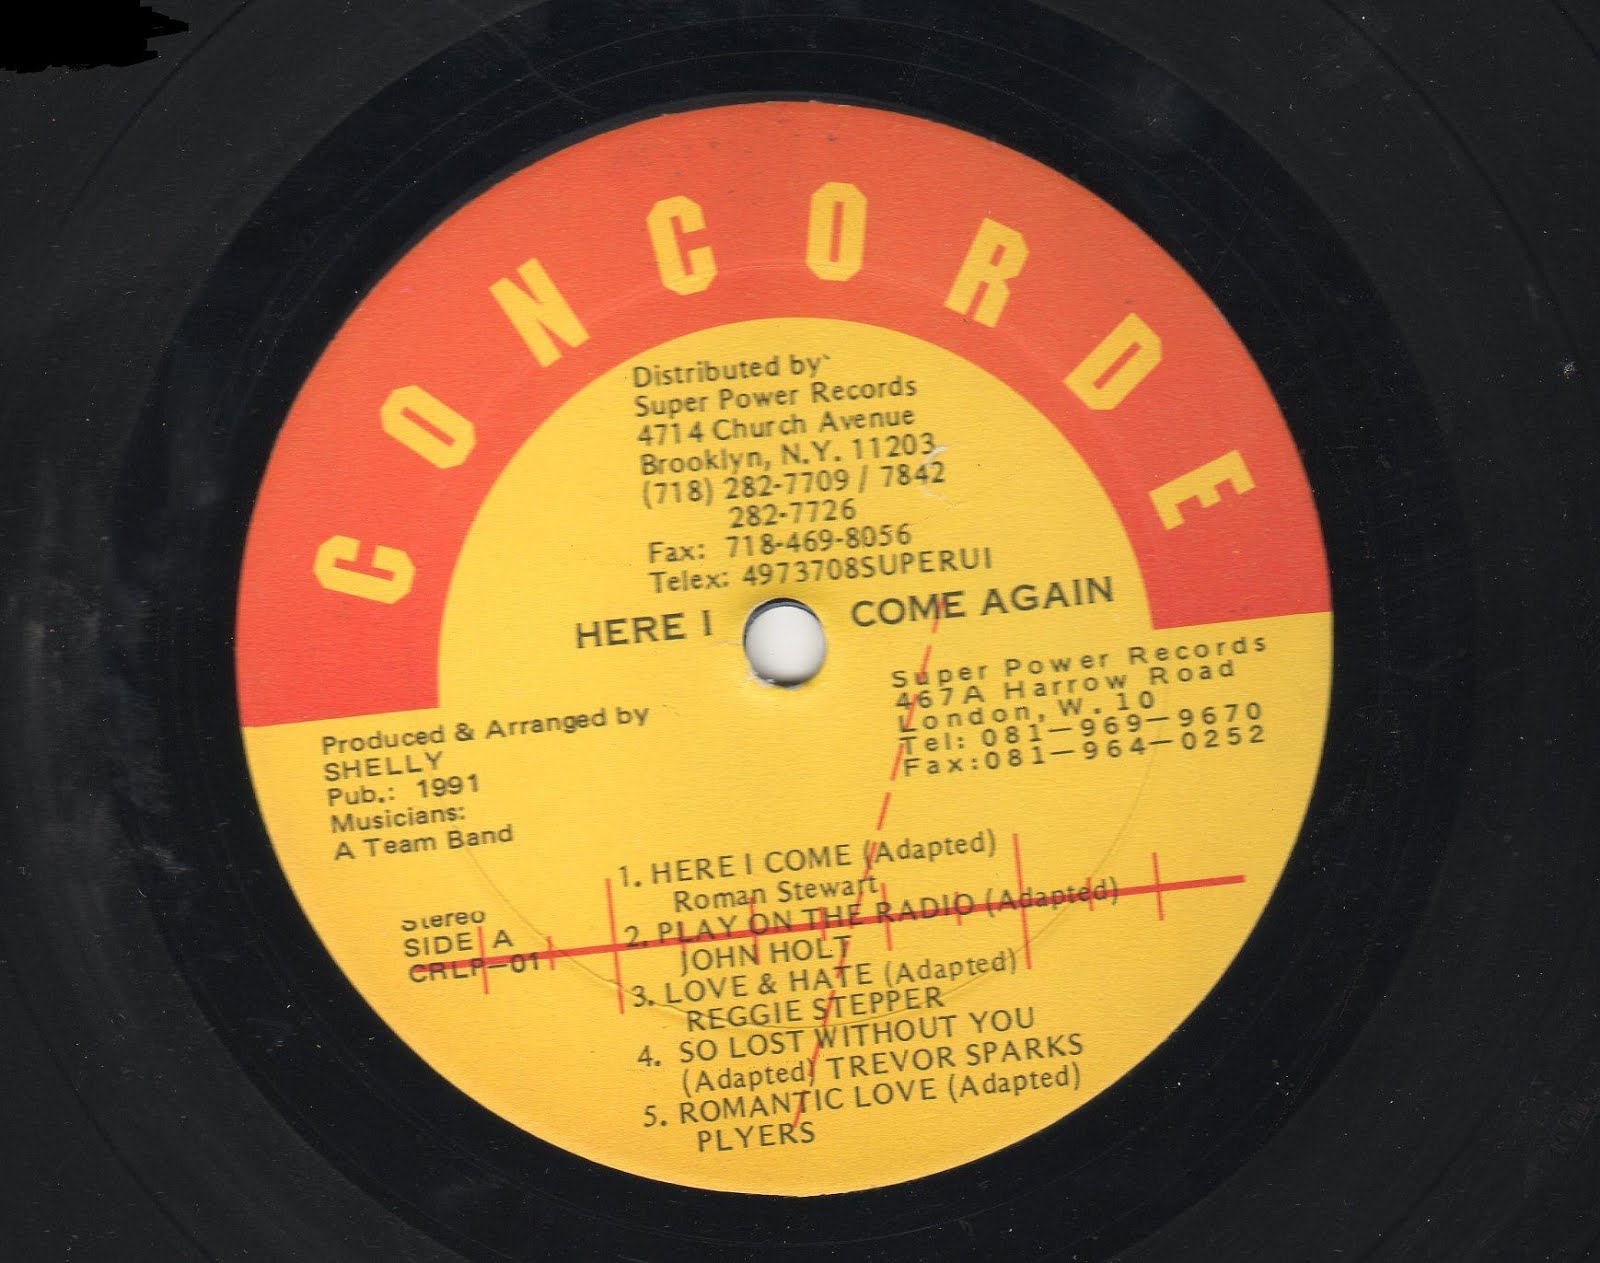 CONCORDE
Distributed by
Super Power Records
4714 Church Avenue
Brooklyn, N.Y. 11203
(718) 282-7709 / 7842
282-7726
Fax: 718-469-8056
Telex: 4973708SUPERUI
HERE I COME AGAIN
Produced & Arranged by
SHELLY
Pub.: 1991
Musicians:
A Team Band
Super Power Records
467A Harrow Road
London, W. 10
Tel: 081-969-9670
Fax:081-964-0252
Stereo
SIDE A
CRLP-01
1. HERE I COME (Adapted)
Roman Stewart
2. PLAY ON THE RADIO (Adapted)
JOHN HOLT
3. LOVE & HATE (Adapted)
REGGIE STEPPER
4. SO LOST WITHOUT YOU
(Adapted) TREVOR SPARKS
5. ROMANTIC LOVE (Adapted)
PLYERS